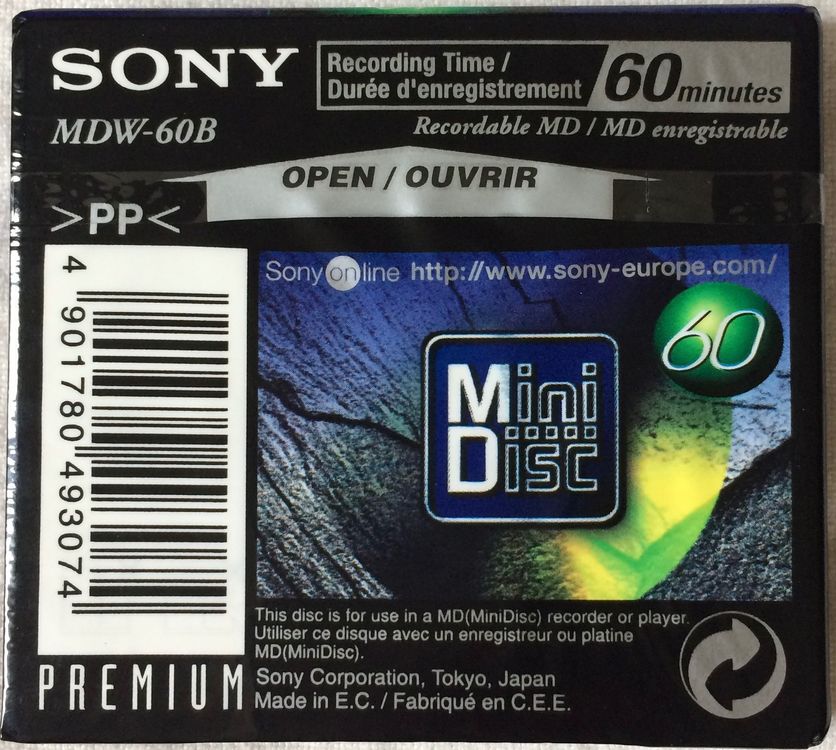 SONY
Recording Time /
Durée d'enregistrement
60 minutes
MDW-60B
Recordable MD / MD enregistrable
OPEN / OUVRIR
>PP<
4 901780 493074
Sony online http://www.sony-europe.com/
60
Mini
Disc
This disc is for use in a MD(MiniDisc) recorder or player.
Utiliser ce disque avec un enregistreur ou platine
MD(MiniDisc).
PREMIUM
Sony Corporation, Tokyo, Japan
Made in E.C. / Fabriqué en C.E.E.